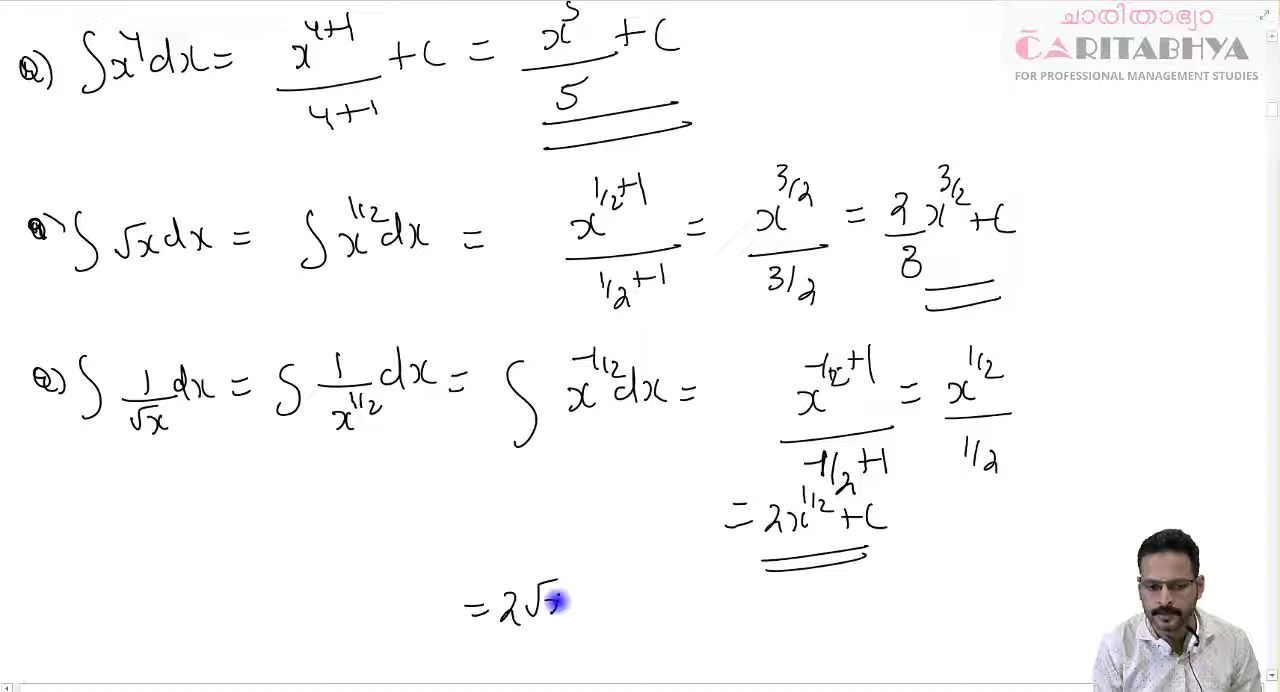 ചാരിതാഭ്യാ
CARITABHYA
FOR PROFESSIONAL MANAGEMENT STUDIES
Q) ∫x⁴dx = x^(4+1)/(4+1) + C = x⁵/5 + C
Q) ∫√x dx = ∫x^(1/2) dx = x^(1/2+1)/(1/2+1) = x^(3/2)/(3/2) = 2/3 x^(3/2) + C
Q) ∫1/√x dx = ∫1/x^(1/2) dx = ∫x^(-1/2) dx = x^(-1/2+1)/(-1/2+1) = x^(1/2)/(1/2)
= 2x^(1/2) + C
= 2√x